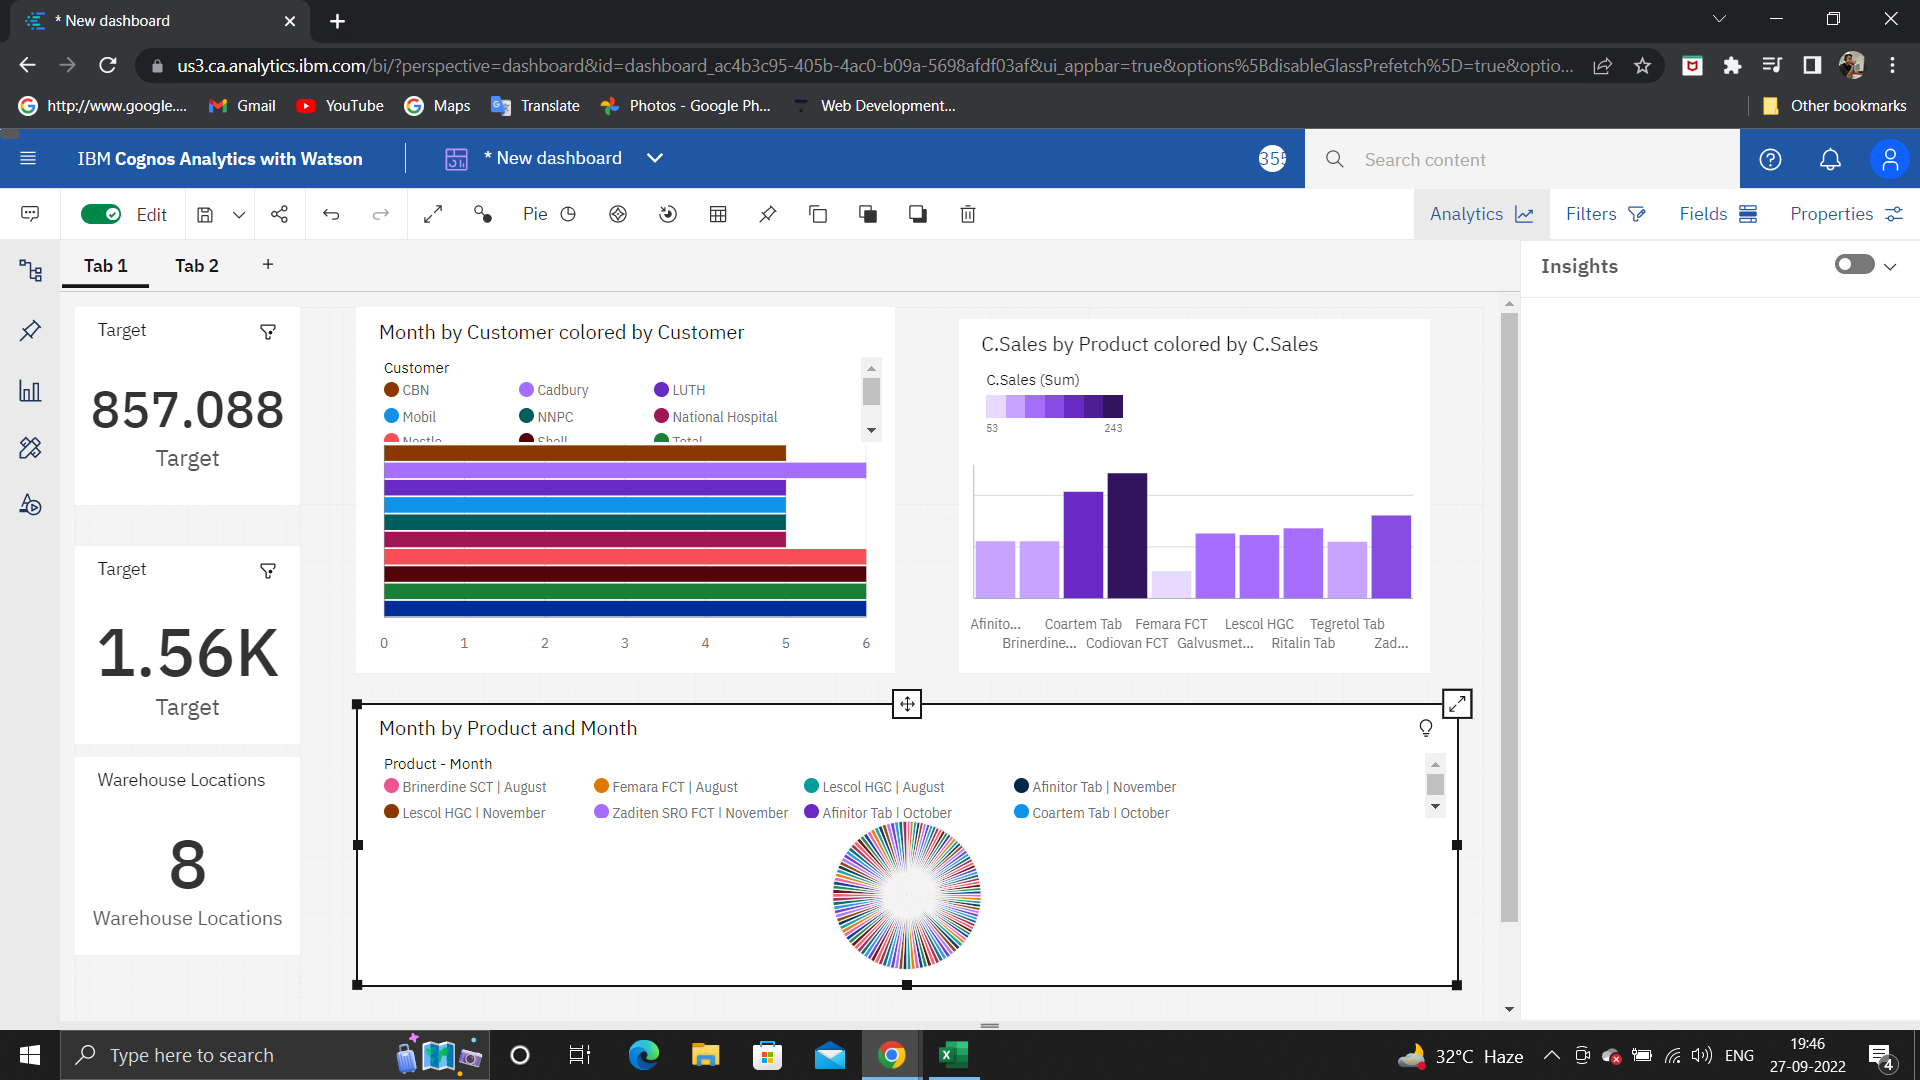 * New dashboard
us3.ca.analytics.ibm.com/bi/?perspective=dashboard&id=dashboard_ac4b3c95-405b-4ac0-b09a-5698afdf03af&ui_appbar=true&options%5BdisableGlassPrefetch%5D=true&optio...
http://www.google.... Gmail YouTube Maps Translate Photos - Google Ph... Web Development... Other bookmarks
IBM Cognos Analytics with Watson * New dashboard 355 Search content
Edit Pie Analytics Filters Fields Properties
Tab 1 Tab 2 + Insights
Target
857.088
Target
Target
1.56K
Target
Warehouse Locations
8
Warehouse Locations
Month by Customer colored by Customer
Customer
CBN Cadbury LUTH
Mobil NNPC National Hospital
Nestle Shell Total
0 1 2 3 4 5 6
C.Sales by Product colored by C.Sales
C.Sales (Sum)
53 243
Afinito... Coartem Tab Femara FCT Lescol HGC Tegretol Tab
Brinerdine... Codiovan FCT Galvusmet... Ritalin Tab Zad...
Month by Product and Month
Product - Month
Brinerdine SCT | August Femara FCT | August Lescol HGC | August Afinitor Tab | November
Lescol HGC | November Zaditen SRO FCT | November Afinitor Tab | October Coartem Tab | October
Type here to search 32°C Haze ENG 19:46
27-09-2022 4